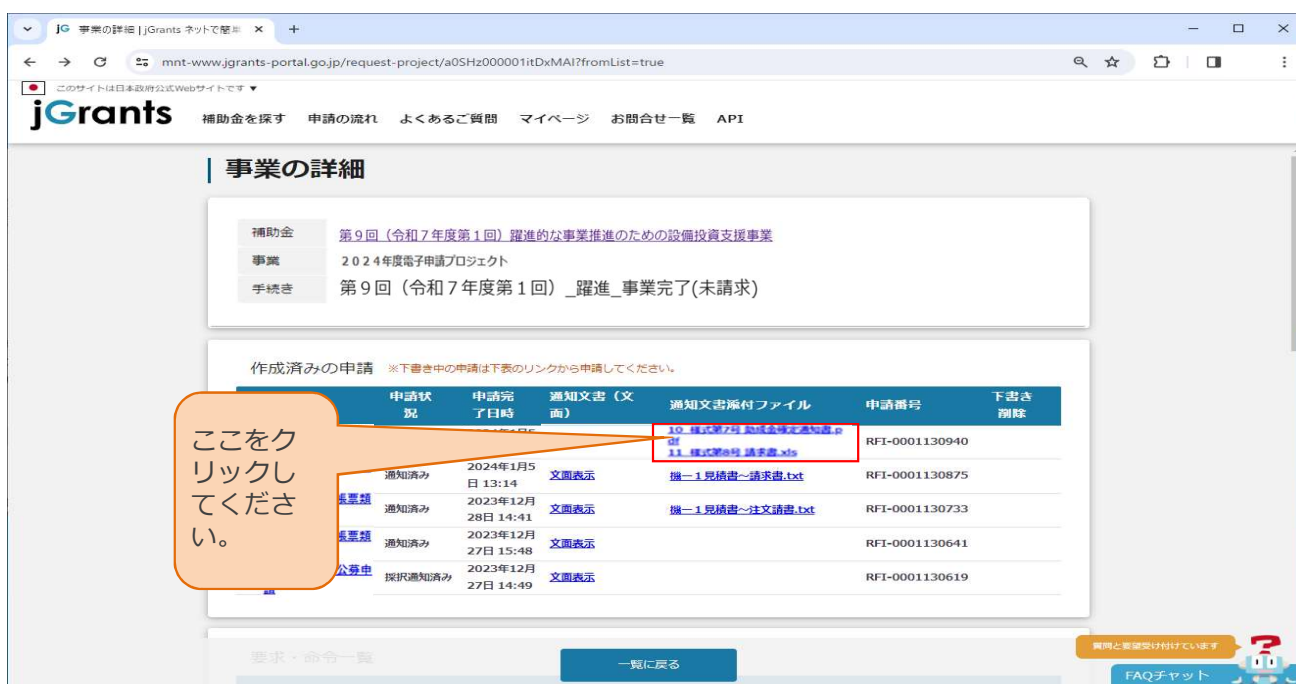 jG 事業の詳細 | jGrants ネットで簡単
mnt-www.jgrants-portal.go.jp/request-project/a0SHz000001itDxMAI?fromList=true
このサイトは日本政府公式Webサイトです ▼
jGrants 補助金を探す 申請の流れ よくあるご質問 マイページ お問合せ一覧 API
事業の詳細
補助金 第9回(令和7年度第1回)躍進的な事業推進のための設備投資支援事業
事業 2024年度電子申請プロジェクト
手続き 第9回(令和7年度第1回)_躍進_事業完了(未請求)
作成済みの申請 ※下書き中の申請は下表のリンクから申請してください。
申請状況 申請完了日時 通知文書(文面) 通知文書添付ファイル 申請番号 下書き削除
10_様式第7号 助成金確定通知書.pdf
11_様式第8号 請求書.xls
RFI-0001130940
通知済み 2024年1月5日 13:14 文面表示 機ー1見積書~請求書.txt RFI-0001130875
帳票類 通知済み 2023年12月28日 14:41 文面表示 機ー1見積書~注文請書.txt RFI-0001130733
帳票類 通知済み 2023年12月27日 15:48 文面表示 RFI-0001130641
公募申請 採択通知済み 2023年12月27日 14:49 文面表示 RFI-0001130619
ここをク
リックし
てくださ
い。
要求・命令一覧
一覧に戻る
質問と要望受け付けています
FAQチャット